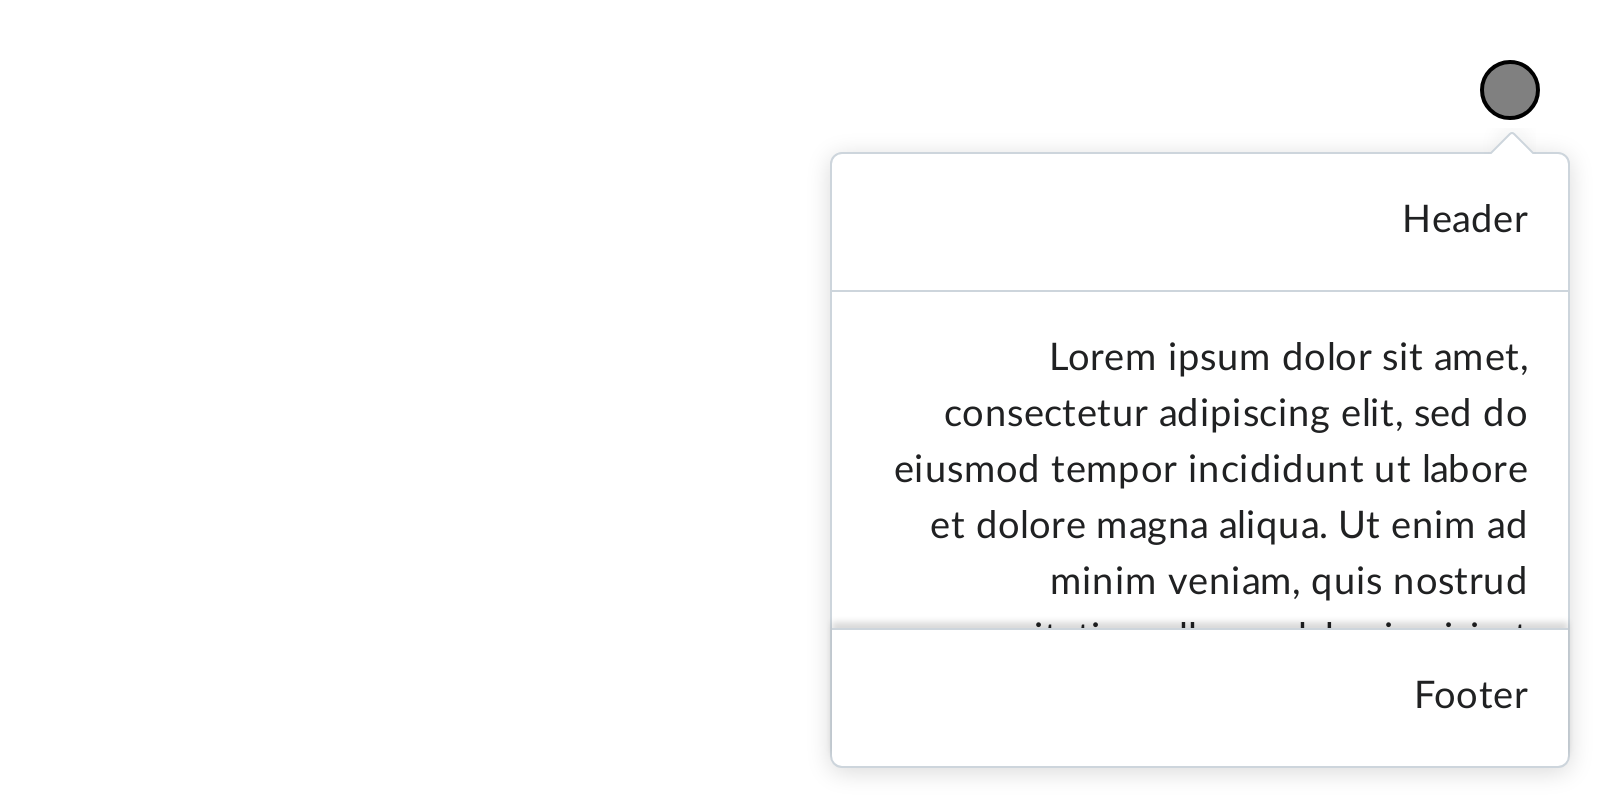 Header
Lorem ipsum dolor sit amet,
consectetur adipiscing elit, sed do
eiusmod tempor incididunt ut labore
et dolore magna aliqua. Ut enim ad
minim veniam, quis nostrud
Footer